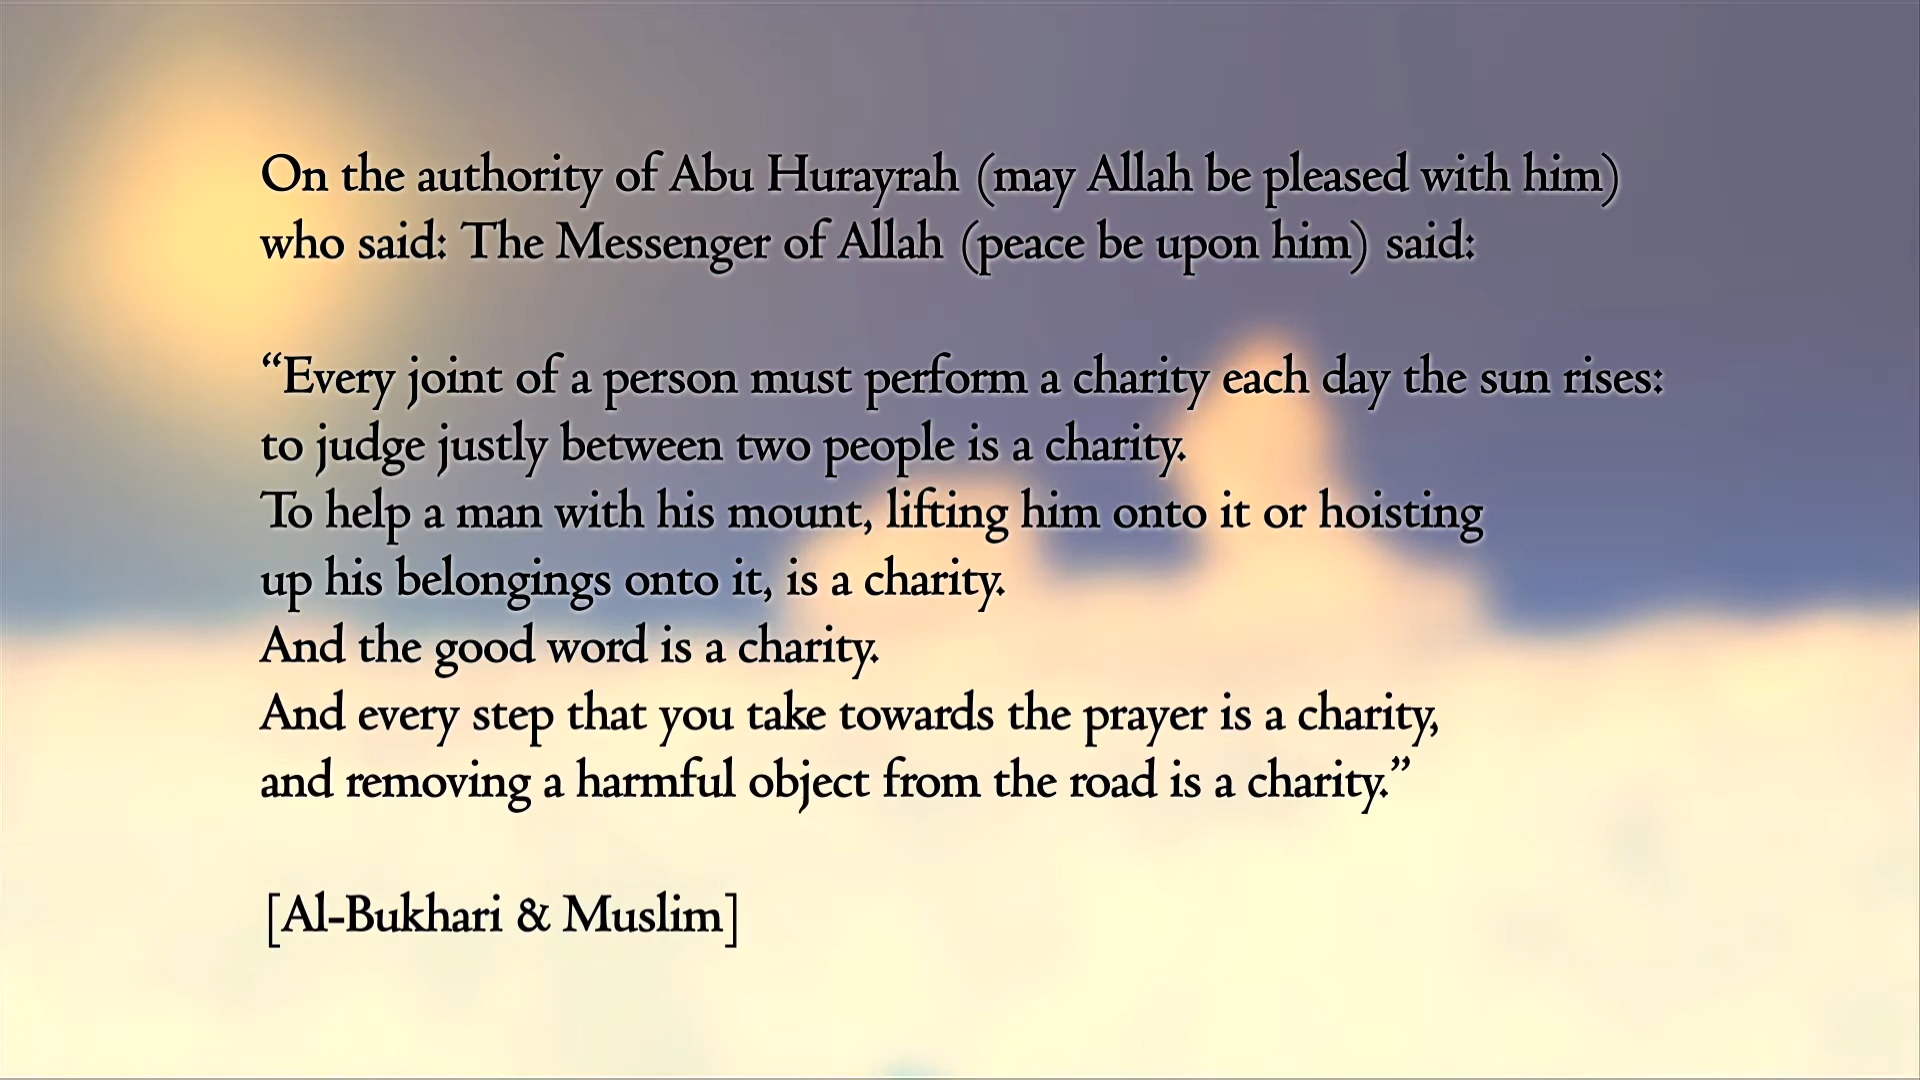 On the authority of Abu Hurayrah (may Allah be pleased with him)
who said: The Messenger of Allah (peace be upon him) said:
“Every joint of a person must perform a charity each day the sun rises:
to judge justly between two people is a charity.
To help a man with his mount, lifting him onto it or hoisting
up his belongings onto it, is a charity.
And the good word is a charity.
And every step that you take towards the prayer is a charity,
and removing a harmful object from the road is a charity.”
[Al-Bukhari & Muslim]